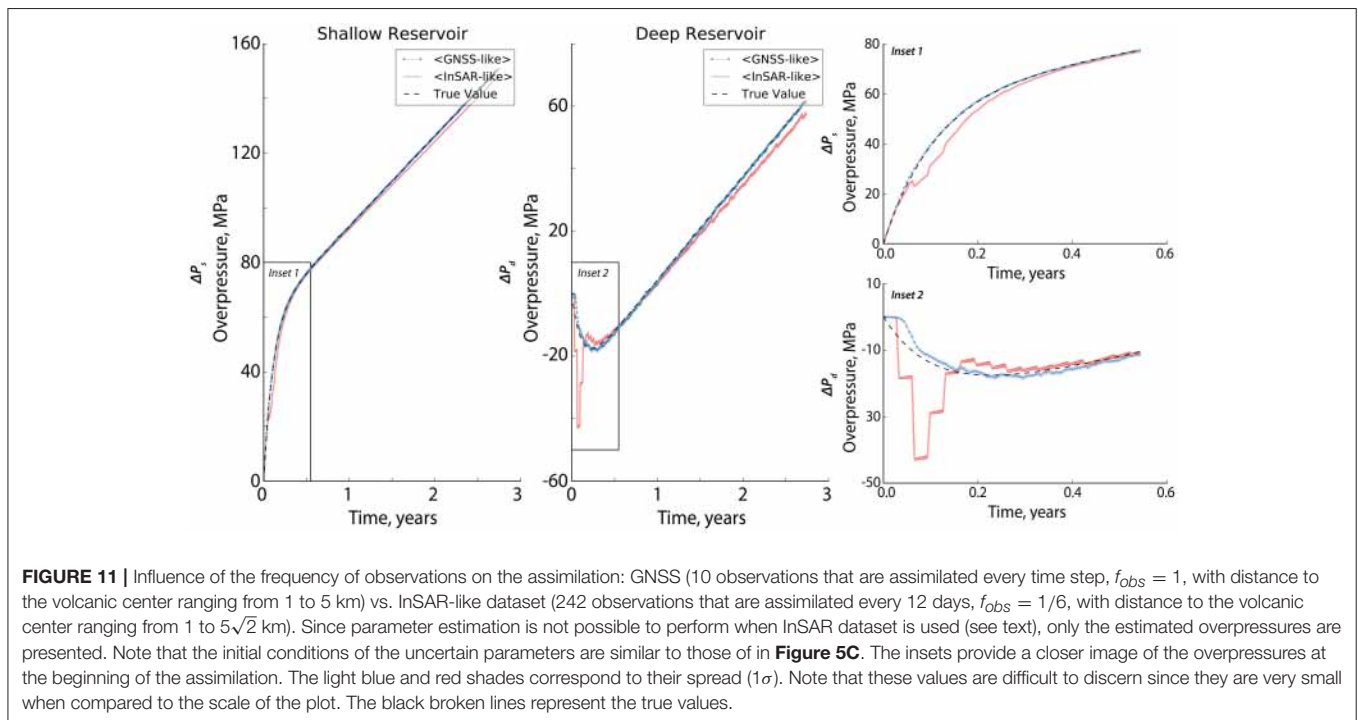 Shallow Reservoir
160
120
80
40
0
ΔPₛ
Overpressure, MPa
<GNSS-like>
<InSAR-like>
True Value
Inset 1
0 1 2 3
Time, years
Deep Reservoir
60
20
-20
-60
ΔP_d
Overpressure, MPa
<GNSS-like>
<InSAR-like>
True Value
Inset 2
0 1 2 3
Time, years
Inset 1
80
60
40
20
0
ΔPₛ
Overpressure, MPa
0.0 0.2 0.4 0.6
Time, years
Inset 2
10
-10
-30
-50
ΔP_d
Overpressure, MPa
0.0 0.2 0.4 0.6
Time, years
FIGURE 11 | Influence of the frequency of observations on the assimilation: GNSS (10 observations that are assimilated every time step, f_obs = 1, with distance to
the volcanic center ranging from 1 to 5 km) vs. InSAR-like dataset (242 observations that are assimilated every 12 days, f_obs = 1/6, with distance to the volcanic
center ranging from 1 to 5√2 km). Since parameter estimation is not possible to perform when InSAR dataset is used (see text), only the estimated overpressures are
presented. Note that the initial conditions of the uncertain parameters are similar to those of in Figure 5C. The insets provide a closer image of the overpressures at
the beginning of the assimilation. The light blue and red shades correspond to their spread (1σ). Note that these values are difficult to discern since they are very small
when compared to the scale of the plot. The black broken lines represent the true values.